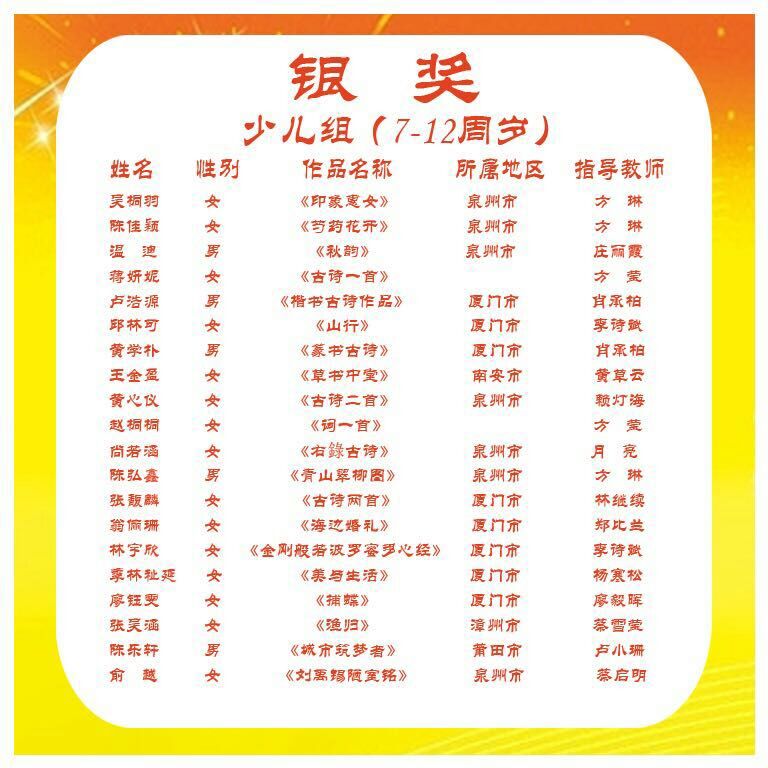 银 奖
少儿组（7-12周岁）
姓名 性别 作品名称 所属地区 指导教师
吴桐羽 女 《印象惠女》 泉州市 方 琳
陈佳颖 女 《芍药花开》 泉州市 方 琳
温 迪 男 《秋韵》 泉州市 庄丽霞
蒋妍妮 女 《古诗一首》 方 莹
卢浩源 男 《楷书古诗作品》 厦门市 肖承柏
邱林可 女 《山行》 厦门市 李诗赋
黄学朴 男 《篆书古诗》 厦门市 肖承柏
王金盈 女 《草书中堂》 南安市 黄草云
黄心仪 女 《古诗二首》 泉州市 赖灯海
赵桐桐 女 《词一首》 方 莹
尚若涵 女 《右錄古诗》 泉州市 月 亮
陈弘鑫 男 《青山翠柳图》 泉州市 方 琳
张馥麟 女 《古诗两首》 厦门市 林继续
翁俪珊 女 《海边婚礼》 厦门市 郑比兰
林宇欣 女 《金刚般若波罗蜜多心经》 厦门市 李诗赋
季林祉延 女 《美与生活》 厦门市 杨寒松
廖钰雯 女 《捕蝶》 厦门市 廖毅晖
张昊涵 女 《渔归》 漳州市 蔡雪莹
陈乐轩 男 《城市筑梦者》 莆田市 卢小珊
俞 越 女 《刘禹锡陋室铭》 泉州市 蔡启明